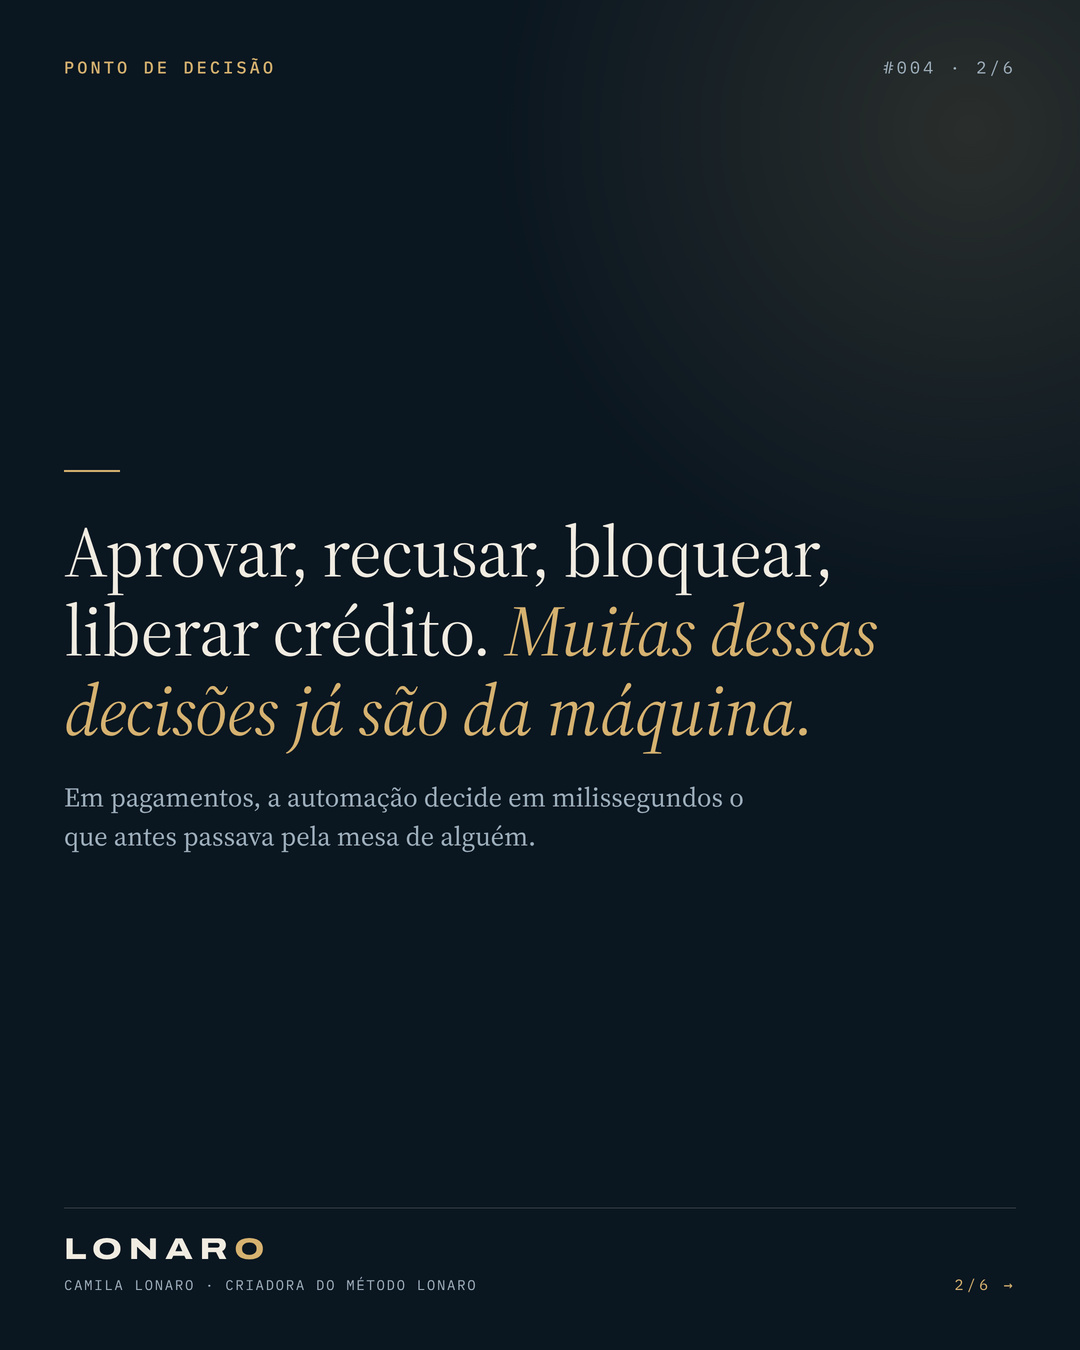 PONTO DE DECISÃO
#004 · 2/6
Aprovar, recusar, bloquear,
liberar crédito. Muitas dessas
decisões já são da máquina.
Em pagamentos, a automação decide em milissegundos o
que antes passava pela mesa de alguém.
LONARO
CAMILA LONARO · CRIADORA DO MÉTODO LONARO
2/6 →